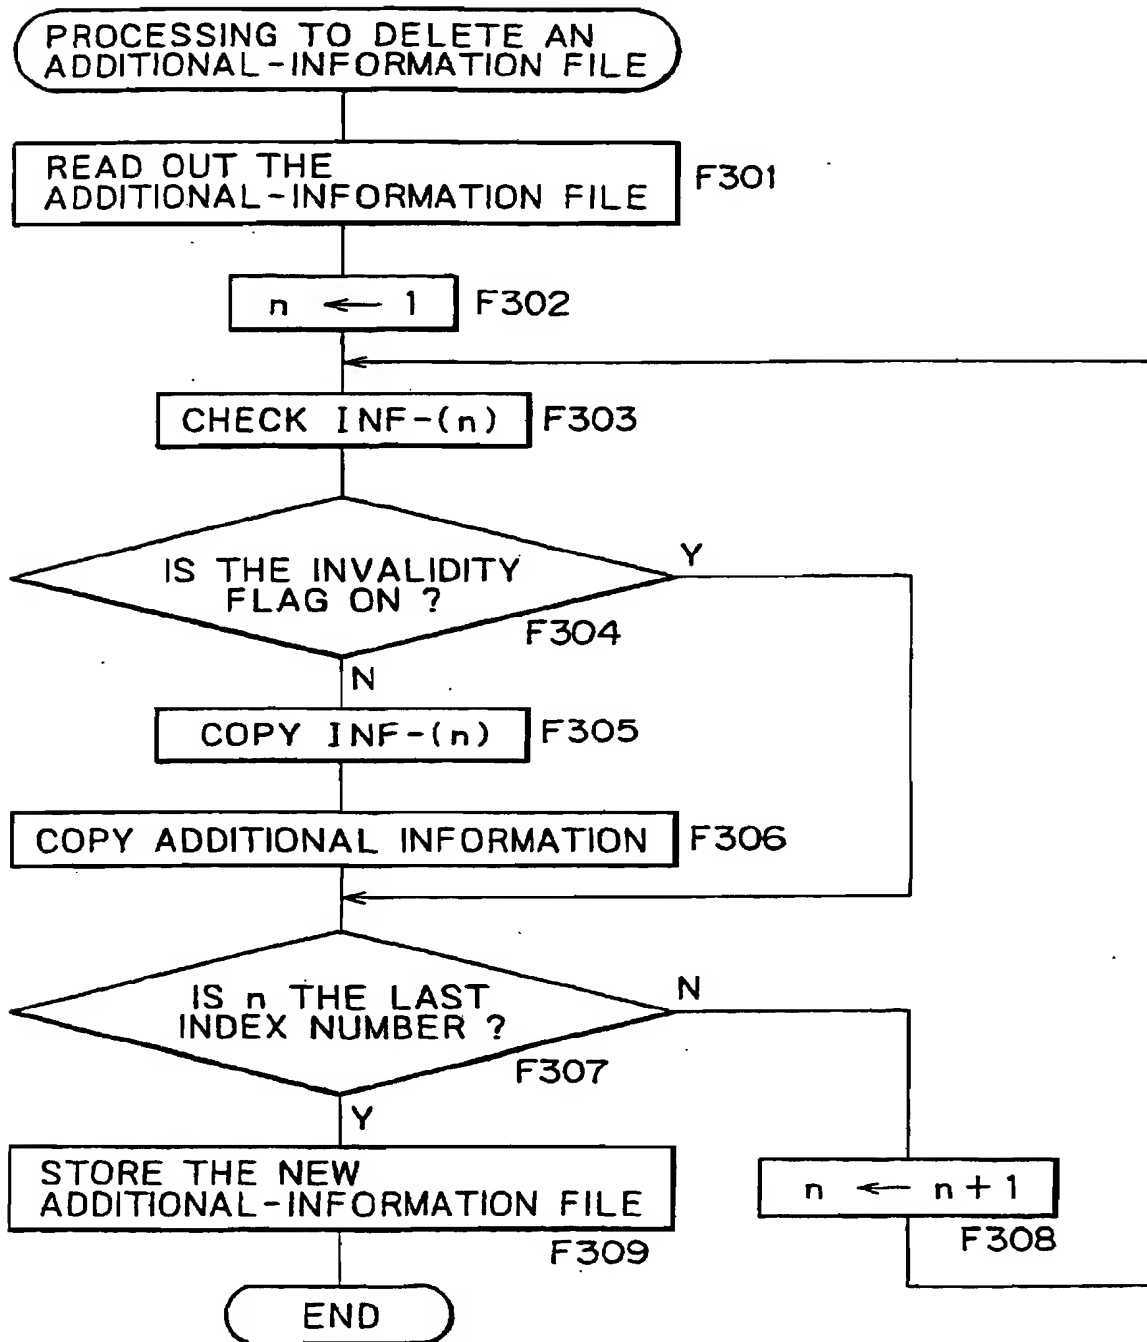 PROCESSING TO DELETE AN
ADDITIONAL-INFORMATION FILE
READ OUT THE
ADDITIONAL-INFORMATION FILE
F301
n ← 1
F302
CHECK INF-(n)
F303
IS THE INVALIDITY
FLAG ON ?
F304
Y
N
COPY INF-(n)
F305
COPY ADDITIONAL INFORMATION
F306
IS n THE LAST
INDEX NUMBER ?
F307
N
Y
STORE THE NEW
ADDITIONAL-INFORMATION FILE
F309
n ← n+1
F308
END